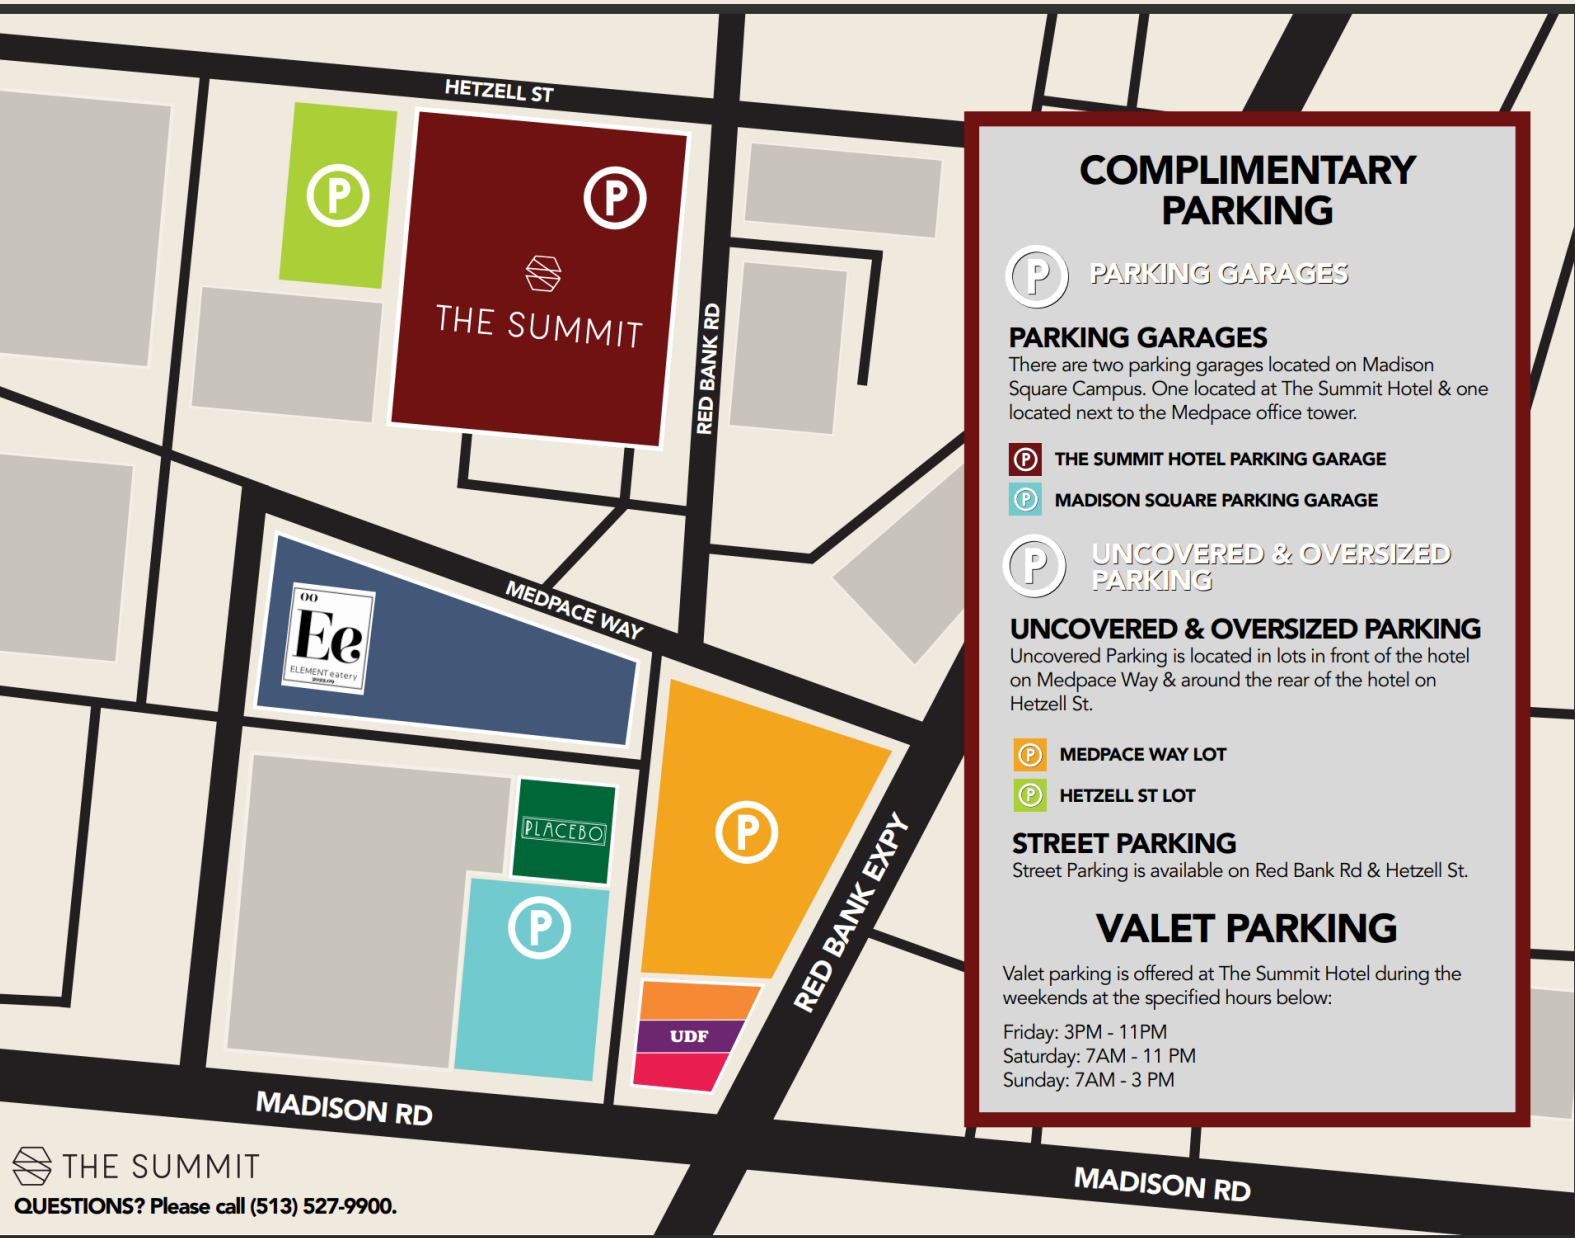 HETZELL ST
P
P
THE SUMMIT
RED BANK RD
MEDPACE WAY
oo
Ee
ELEMENT eatery
PLACEBO
P
P
UDF
RED BANK EXPY
MADISON RD
MADISON RD
THE SUMMIT
QUESTIONS? Please call (513) 527-9900.
COMPLIMENTARY
PARKING
P PARKING GARAGES
PARKING GARAGES
There are two parking garages located on Madison
Square Campus. One located at The Summit Hotel & one
located next to the Medpace office tower.
P THE SUMMIT HOTEL PARKING GARAGE
P MADISON SQUARE PARKING GARAGE
P UNCOVERED & OVERSIZED
PARKING
UNCOVERED & OVERSIZED PARKING
Uncovered Parking is located in lots in front of the hotel
on Medpace Way & around the rear of the hotel on
Hetzell St.
P MEDPACE WAY LOT
P HETZELL ST LOT
STREET PARKING
Street Parking is available on Red Bank Rd & Hetzell St.
VALET PARKING
Valet parking is offered at The Summit Hotel during the
weekends at the specified hours below:
Friday: 3PM - 11PM
Saturday: 7AM - 11 PM
Sunday: 7AM - 3 PM